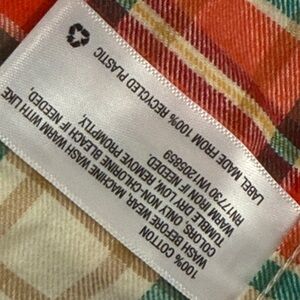 100% COTTON
WASH BEFORE WEAR MACHINE WASH WARM WITH LIKE
COLORS ONLY NON-CHLORINE BLEACH IF NEEDED,
TUMBLE DRY LOW REMOVE PROMPTLY,
WARM IRON IF NEEDED.
RN17730 VN1203869
LABEL MADE FROM 100% RECYCLED PLASTIC